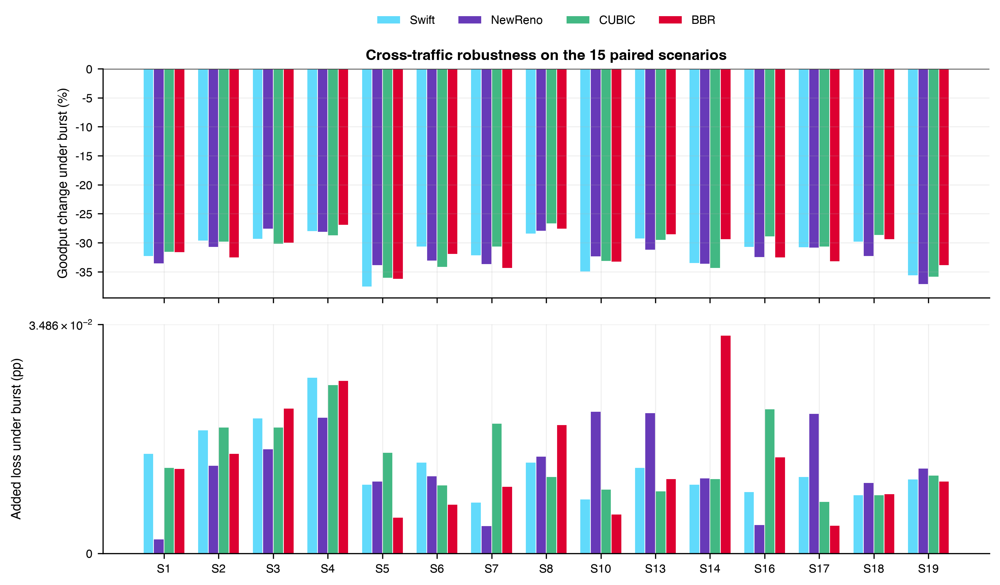 Swift NewReno CUBIC BBR
Cross-traffic robustness on the 15 paired scenarios
Goodput change under burst (%)
0
-5
-10
-15
-20
-25
-30
-35
Added loss under burst (pp)
3.486 × 10⁻²
0
S1 S2 S3 S4 S5 S6 S7 S8 S10 S13 S14 S16 S17 S18 S19